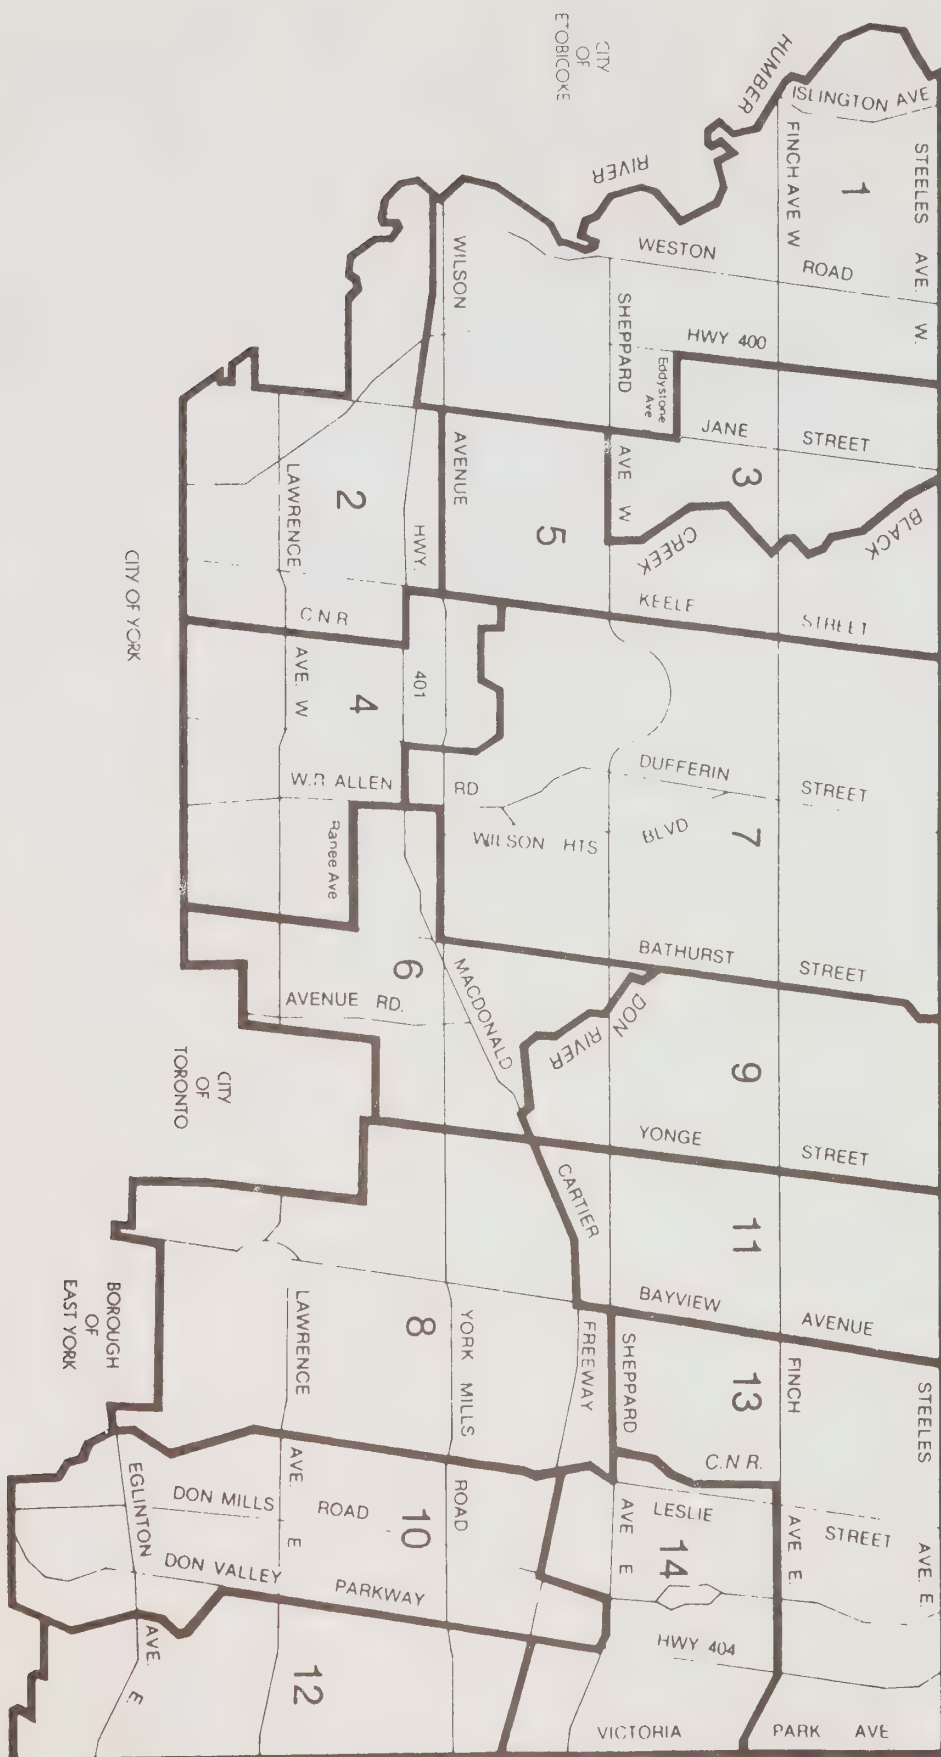 CITY
OF
ETOBICOKE
HUMBER
RIVER
ISLINGTON AVE
STEELES AVE. W.
FINCH AVE W
1
WESTON ROAD
HWY 400
WILSON AVENUE
SHEPPARD AVE W
Eddystone
Ave
JANE STREET
3
BLACK
CREEK
2
5
LAWRENCE AVE. W
HWY. 401
C N R
KEELE STREET
CITY OF YORK
4
W.R. ALLEN RD
Ranee Ave
DUFFERIN STREET
WILSON HTS BLVD
7
BATHURST STREET
6
AVENUE RD.
MACDONALD
CARTIER
FREEWAY
DON
RIVER
9
CITY
OF
TORONTO
YONGE STREET
11
BAYVIEW AVENUE
8
BOROUGH
OF
EAST YORK
LAWRENCE AVE. E
YORK MILLS ROAD
SHEPPARD AVE E
13
FINCH AVE E.
STEELES AVE. E.
C.N.R.
EGLINTON AVE. E.
DON MILLS ROAD
10
DON VALLEY PARKWAY
LESLIE STREET
14
HWY 404
12
VICTORIA PARK AVE